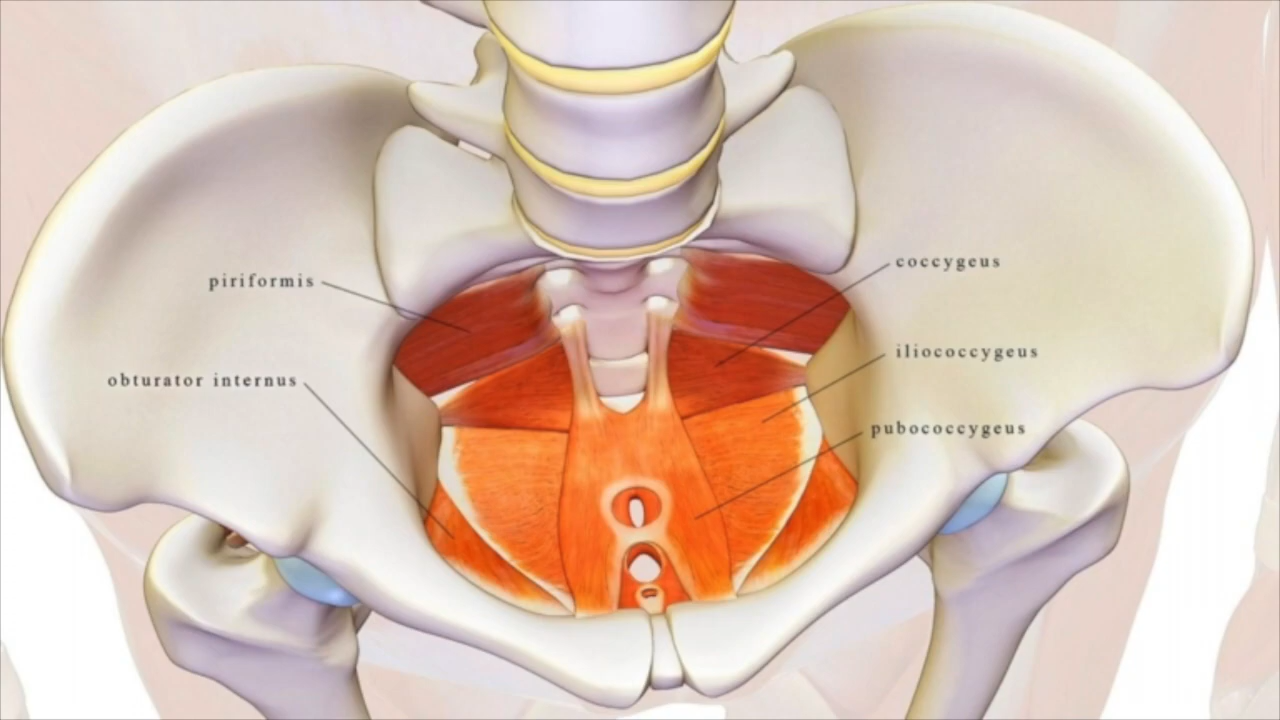 piriformis
coccygeus
iliococcygeus
obturator internus
pubococcygeus